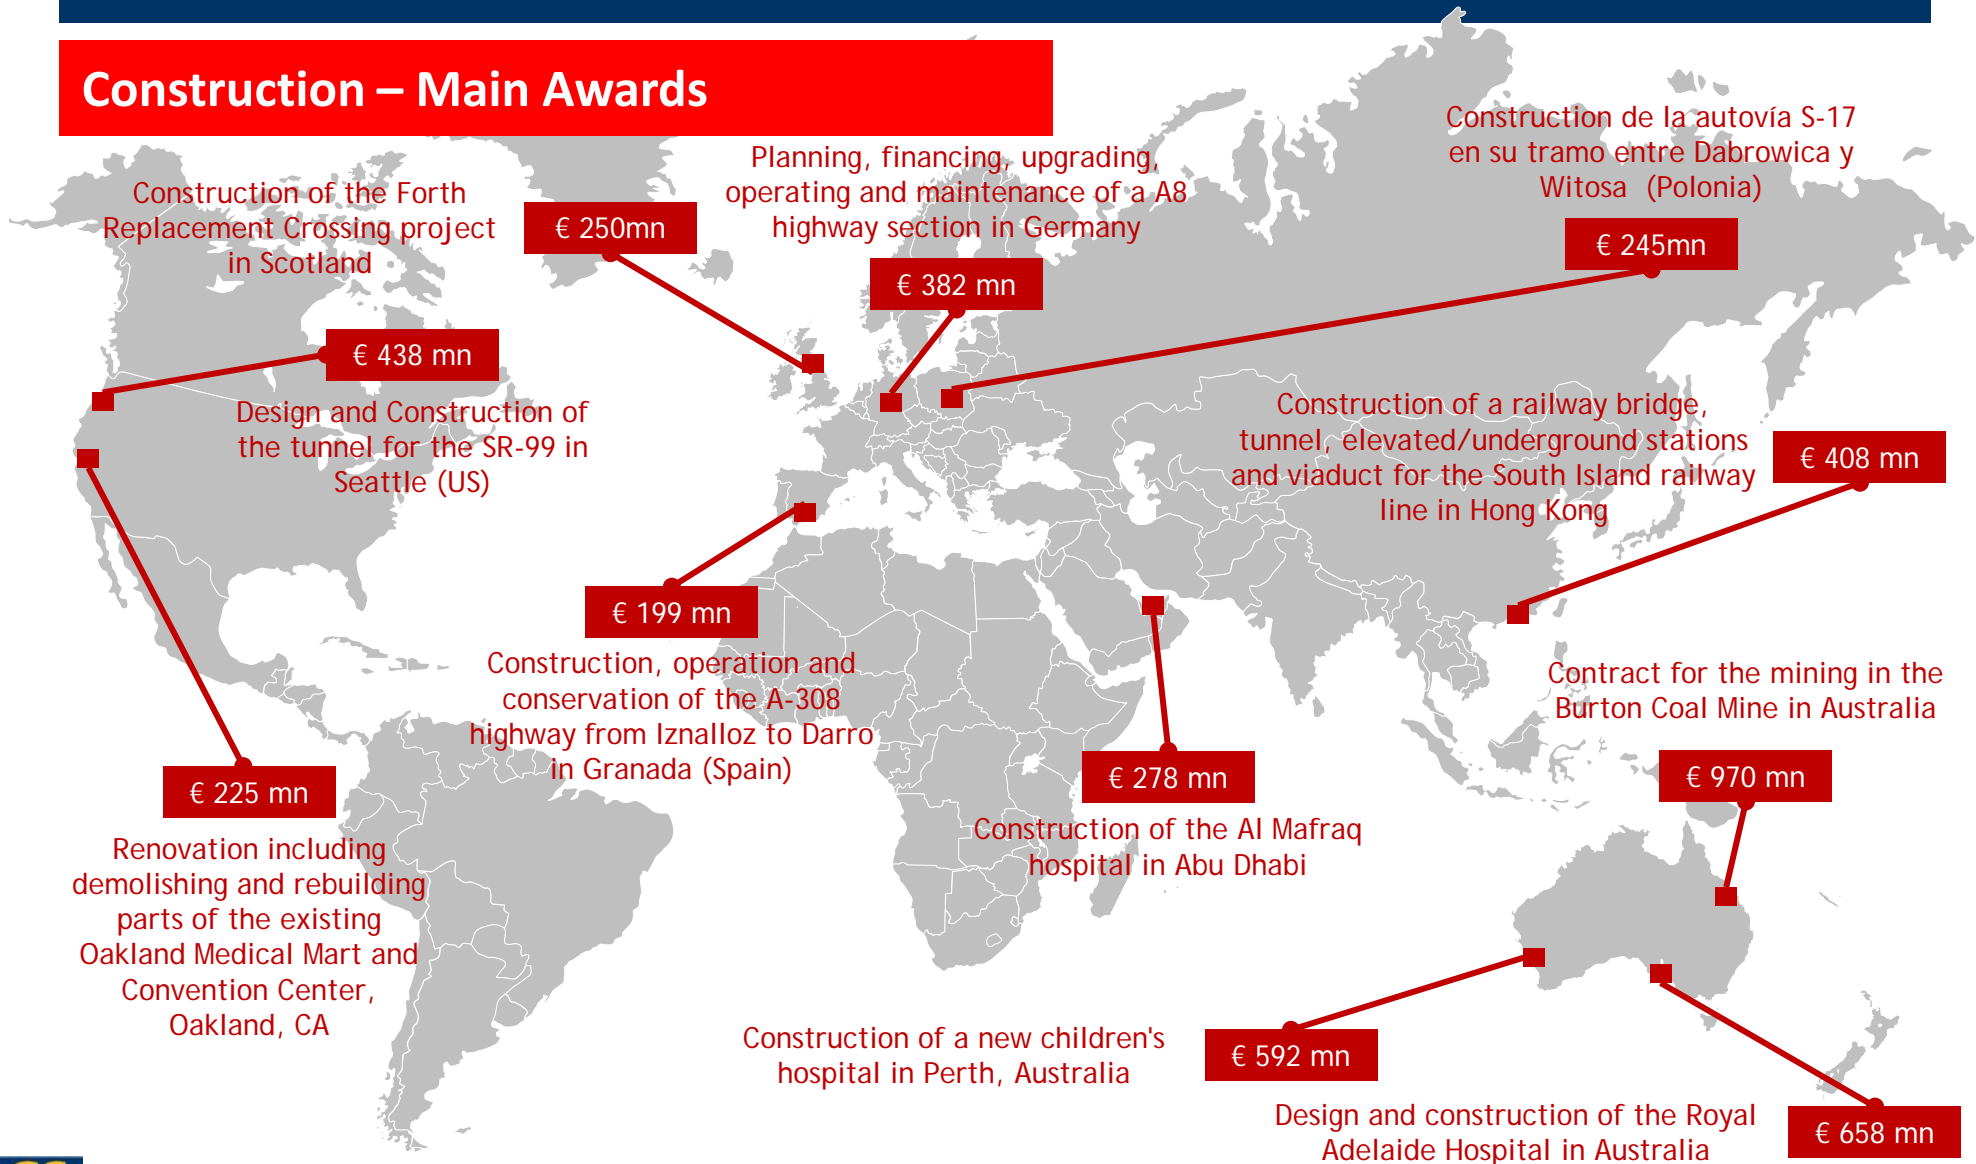 Construction – Main Awards
Construction of the Forth
Replacement Crossing project
in Scotland
€ 250mn
Planning, financing, upgrading,
operating and maintenance of a A8
highway section in Germany
€ 382 mn
Construction de la autovía S-17
en su tramo entre Dabrowica y
Witosa (Polonia)
€ 245mn
€ 438 mn
Design and Construction of
the tunnel for the SR-99 in
Seattle (US)
Construction of a railway bridge,
tunnel, elevated/underground stations
and viaduct for the South Island railway
line in Hong Kong
€ 408 mn
€ 199 mn
Construction, operation and
conservation of the A-308
highway from Iznalloz to Darro
in Granada (Spain)
Contract for the mining in the
Burton Coal Mine in Australia
€ 970 mn
€ 225 mn
Renovation including
demolishing and rebuilding
parts of the existing
Oakland Medical Mart and
Convention Center,
Oakland, CA
€ 278 mn
Construction of the Al Mafraq
hospital in Abu Dhabi
Construction of a new children's
hospital in Perth, Australia
€ 592 mn
Design and construction of the Royal
Adelaide Hospital in Australia
€ 658 mn